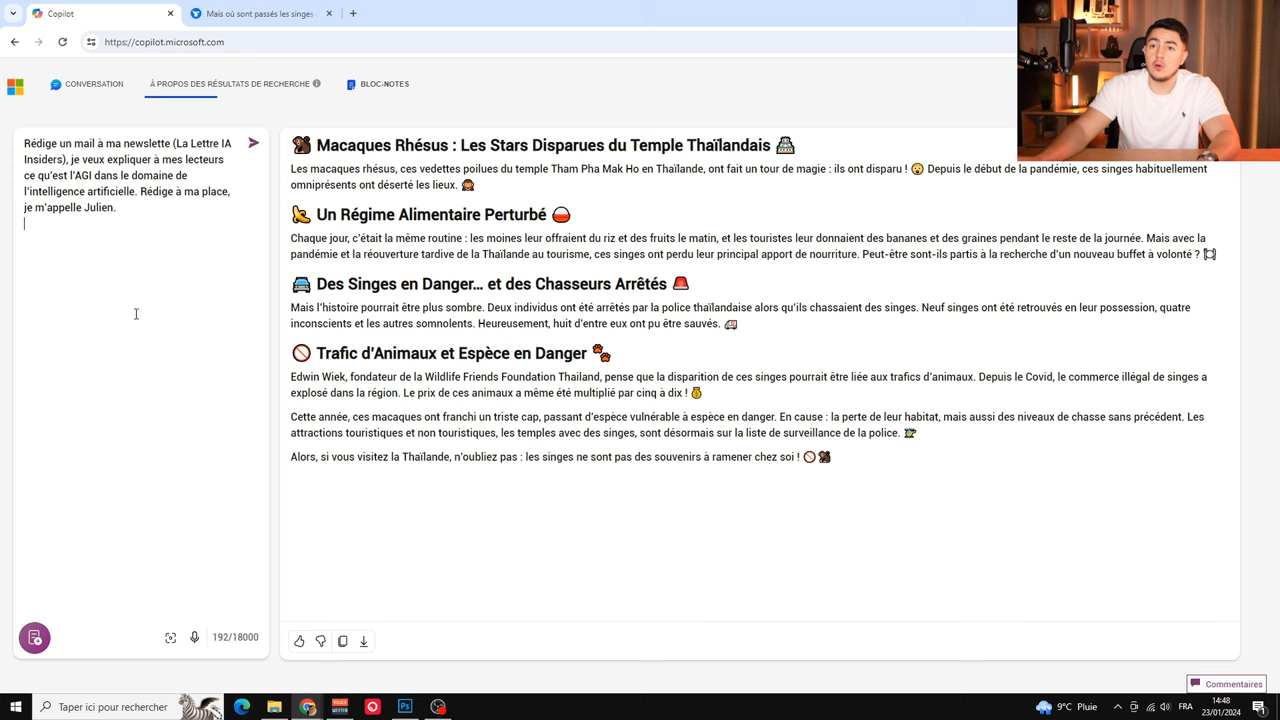 Copilot
Mais où sont passés les singes
https://copilot.microsoft.com
CONVERSATION
À PROPOS DES RÉSULTATS DE RECHERCHE
BLOC-NOTES
Rédige un mail à ma newslette (La Lettre IA
Insiders), je veux expliquer à mes lecteurs
ce qu'est l'AGI dans le domaine de
l'intelligence artificielle. Rédige à ma place,
je m'appelle Julien.
192/18000
Macaques Rhésus : Les Stars Disparues du Temple Thaïlandais
Les macaques rhésus, ces vedettes poilues du temple Tham Pha Mak Ho en Thaïlande, ont fait un tour de magie : ils ont disparu ! Depuis le début de la pandémie, ces singes habituellement
omniprésents ont déserté les lieux.
Un Régime Alimentaire Perturbé
Chaque jour, c'était la même routine : les moines leur offraient du riz et des fruits le matin, et les touristes leur donnaient des bananes et des graines pendant le reste de la journée. Mais avec la
pandémie et la réouverture tardive de la Thaïlande au tourisme, ces singes ont perdu leur principal apport de nourriture. Peut-être sont-ils partis à la recherche d'un nouveau buffet à volonté ?
Des Singes en Danger... et des Chasseurs Arrêtés
Mais l'histoire pourrait être plus sombre. Deux individus ont été arrêtés par la police thaïlandaise alors qu'ils chassaient des singes. Neuf singes ont été retrouvés en leur possession, quatre
inconscients et les autres somnolents. Heureusement, huit d'entre eux ont pu être sauvés.
Trafic d'Animaux et Espèce en Danger
Edwin Wiek, fondateur de la Wildlife Friends Foundation Thailand, pense que la disparition de ces singes pourrait être liée aux trafics d'animaux. Depuis le Covid, le commerce illégal de singes a
explosé dans la région. Le prix de ces animaux a même été multiplié par cinq à dix !
Cette année, ces macaques ont franchi un triste cap, passant d'espèce vulnérable à espèce en danger. En cause : la perte de leur habitat, mais aussi des niveaux de chasse sans précédent. Les
attractions touristiques et non touristiques, les temples avec des singes, sont désormais sur la liste de surveillance de la police.
Alors, si vous visitez la Thaïlande, n'oubliez pas : les singes ne sont pas des souvenirs à ramener chez soi !
Commentaires
Taper ici pour rechercher
9°C Pluie
FRA
14:48
23/01/2024